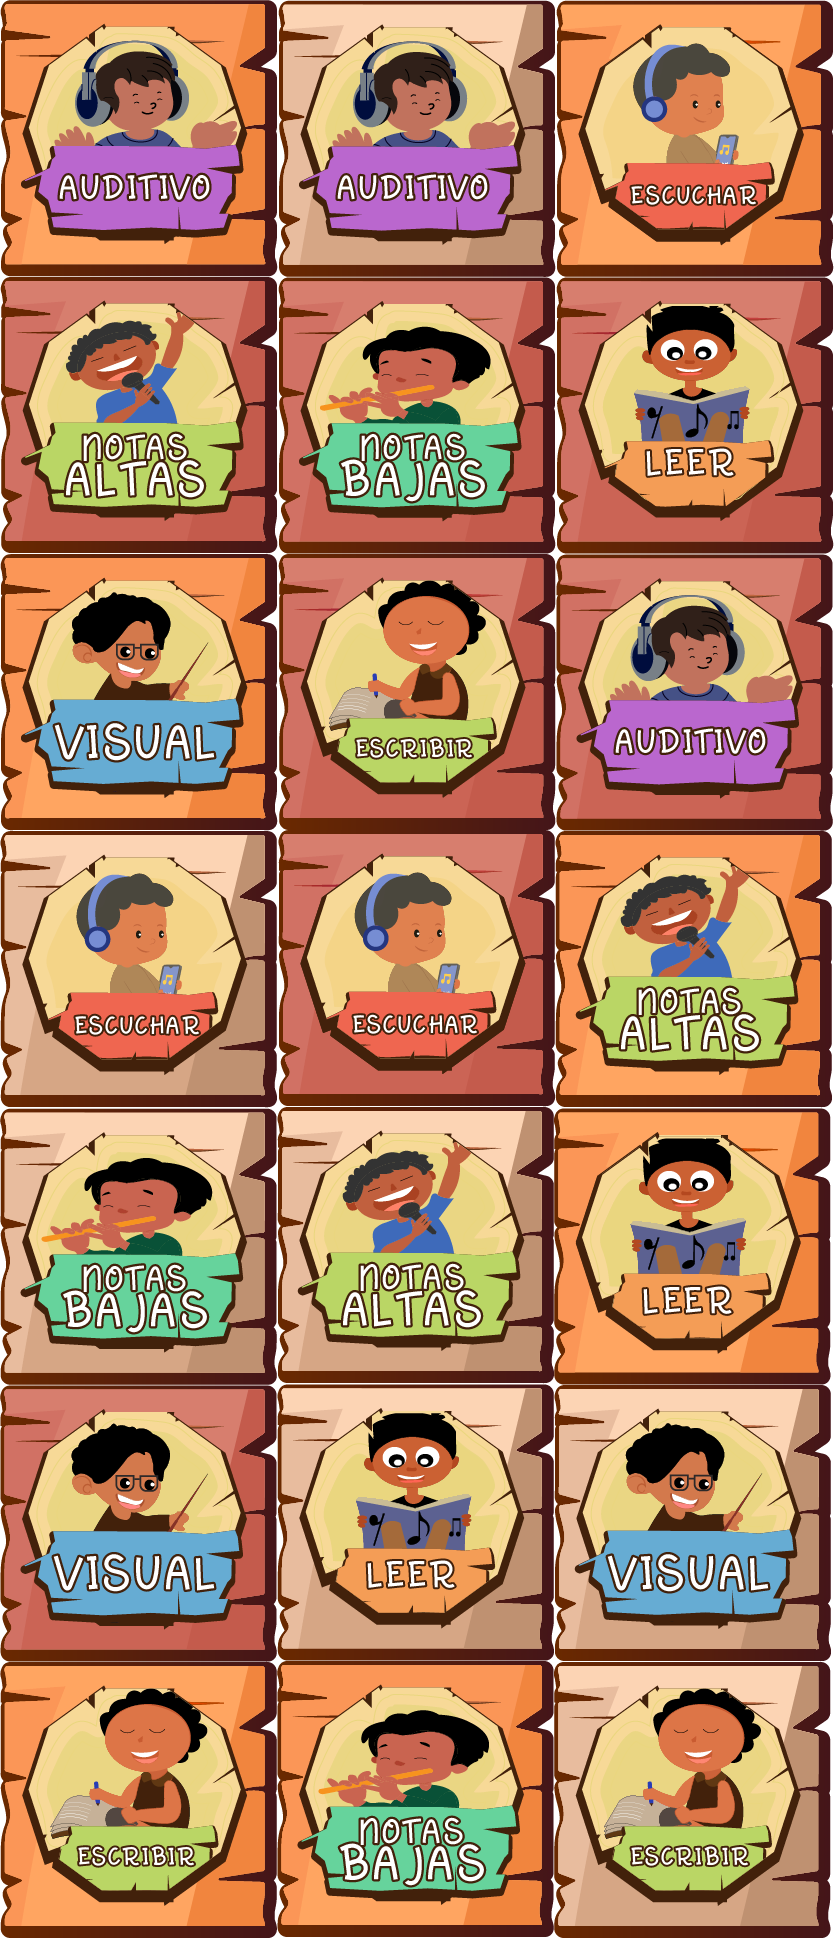 AUDITIVO
AUDITIVO
ESCUCHAR
NOTAS
ALTAS
NOTAS
BAJAS
LEER
VISUAL
ESCRIBIR
AUDITIVO
ESCUCHAR
ESCUCHAR
NOTAS
ALTAS
NOTAS
BAJAS
NOTAS
ALTAS
LEER
VISUAL
LEER
VISUAL
ESCRIBIR
NOTAS
BAJAS
ESCRIBIR